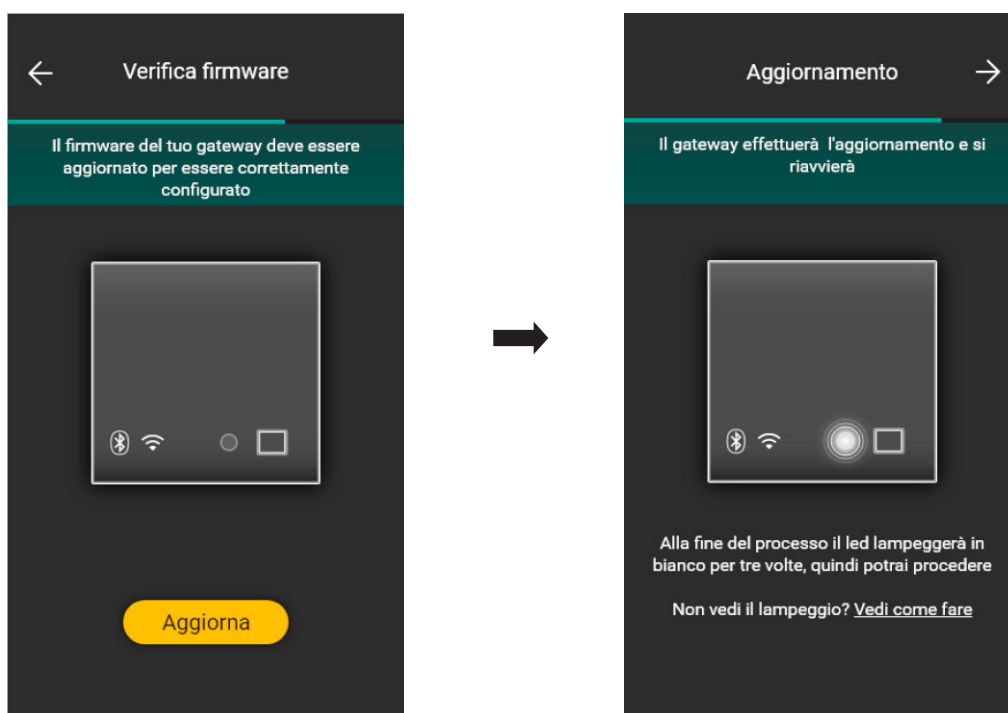 Verifica firmware
Il firmware del tuo gateway deve essere
aggiornato per essere correttamente
configurato
Aggiorna
Aggiornamento
Il gateway effettuerà l'aggiornamento e si
riavvierà
Alla fine del processo il led lampeggerà in
bianco per tre volte, quindi potrai procedere
Non vedi il lampeggio? Vedi come fare